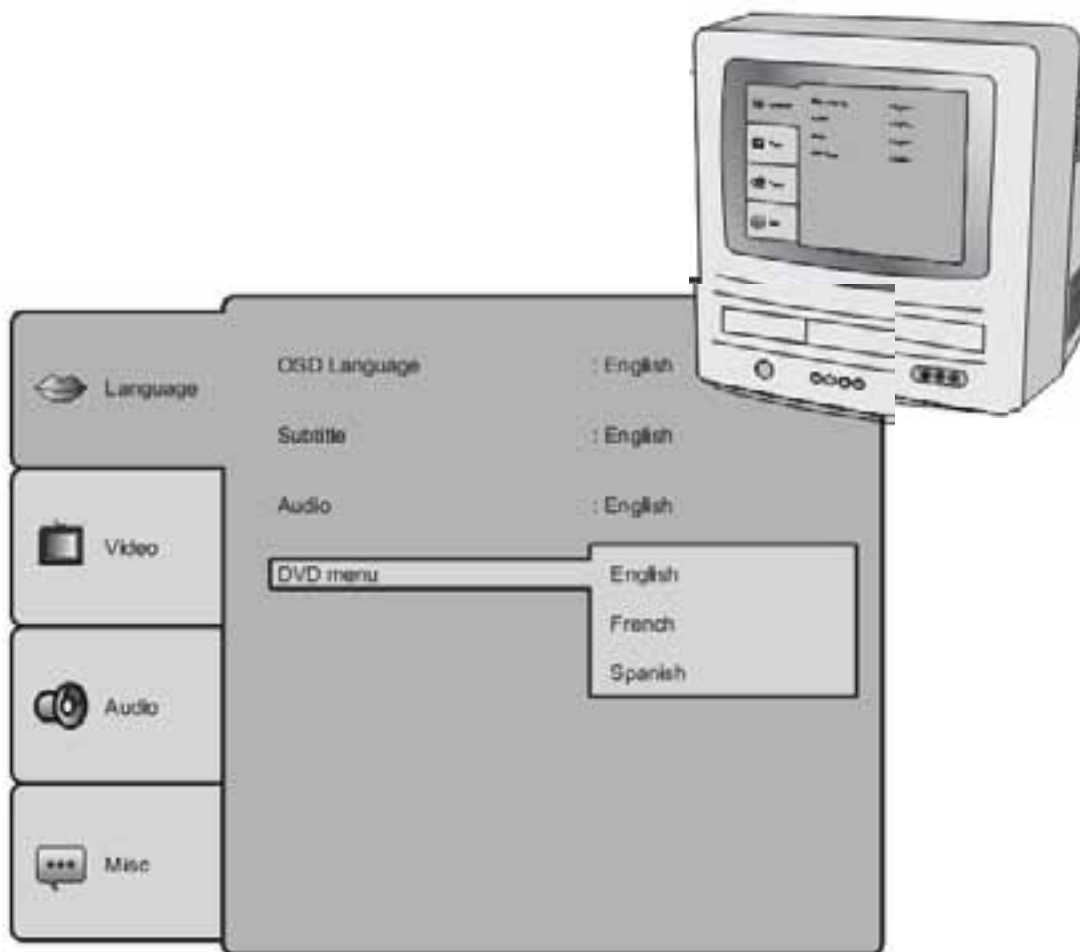 Language
OSD Language : English
Subtitle : English
Audio : English
DVD menu
English
French
Spanish
Video
Audio
Misc